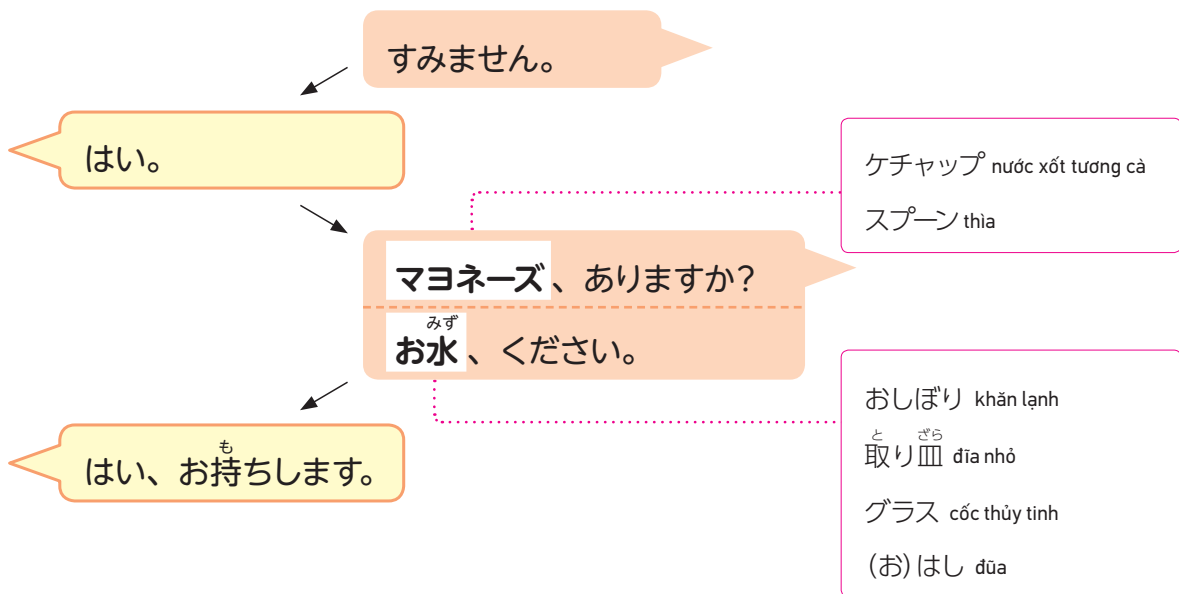 すみません。
はい。
マヨネーズ、ありますか？
お水、ください。
みず
はい、お持ちします。
も
ケチャップ nước xốt tương cà
スプーン thìa
おしぼり khăn lạnh
取り皿 đĩa nhỏ
と ざら
グラス cốc thủy tinh
(お)はし đũa